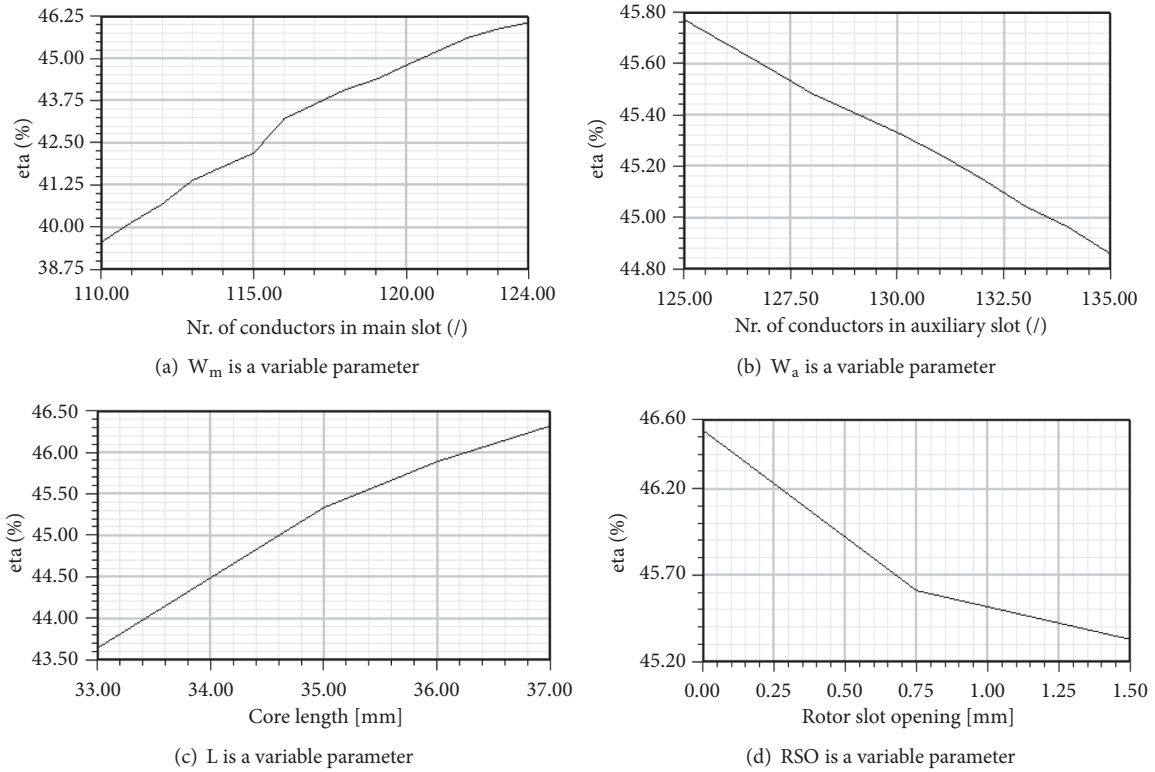 46.25
45.00
43.75
42.50
41.25
40.00
38.75
eta (%)
110.00 115.00 120.00 124.00
Nr. of conductors in main slot (/)
(a) Wm is a variable parameter
45.80
45.60
45.40
45.20
45.00
44.80
eta (%)
125.00 127.50 130.00 132.50 135.00
Nr. of conductors in auxiliary slot (/)
(b) Wa is a variable parameter
46.50
46.00
45.50
45.00
44.50
44.00
43.50
eta (%)
33.00 34.00 35.00 36.00 37.00
Core length [mm]
(c) L is a variable parameter
46.60
46.20
45.70
45.20
eta (%)
0.00 0.25 0.50 0.75 1.00 1.25 1.50
Rotor slot opening [mm]
(d) RSO is a variable parameter